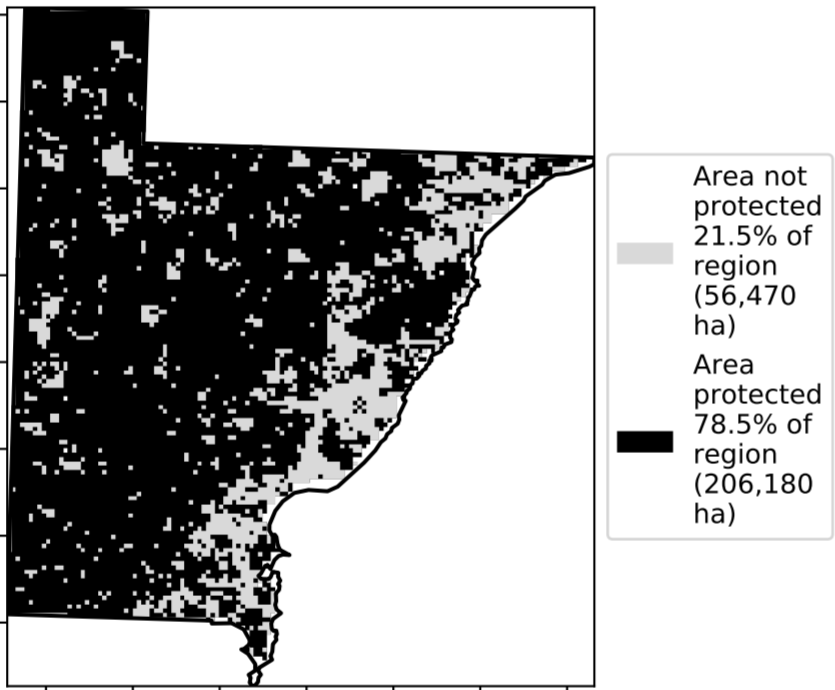 Area not
protected
21.5% of
region
(56,470
ha)
Area
protected
78.5% of
region
(206,180
ha)